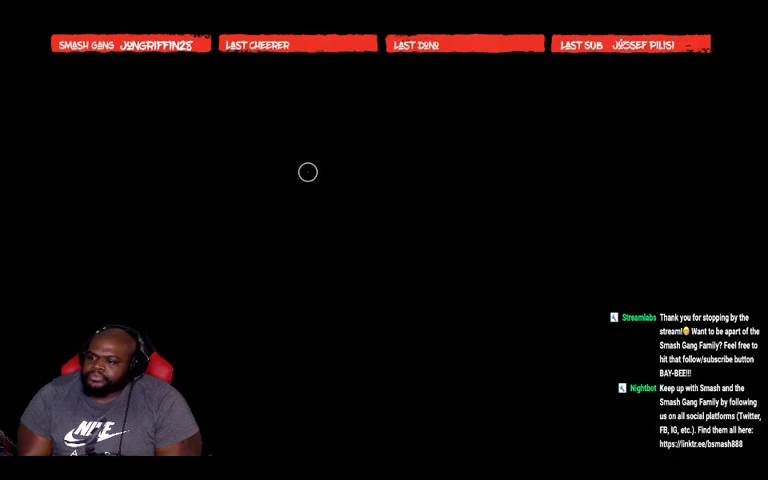 SMASH GANG JONGRIFFIN28
LAST CHEERER
LAST DONO
LAST SUB JÓZSEF PILISI
Streamlabs Thank you for stopping by the
stream!😀 Want to be apart of the
Smash Gang Family? Feel free to
hit that follow/subscribe button
BAY-BEE!!!
Nightbot Keep up with Smash and the
Smash Gang Family by following
us on all social platforms (Twitter,
FB, IG, etc.). Find them all here:
https://linktr.ee/bsmash888
NIKE